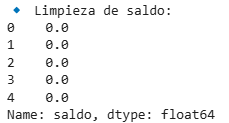 🔹 Limpieza de saldo:
0    0.0
1    0.0
2    0.0
3    0.0
4    0.0
Name: saldo, dtype: float64